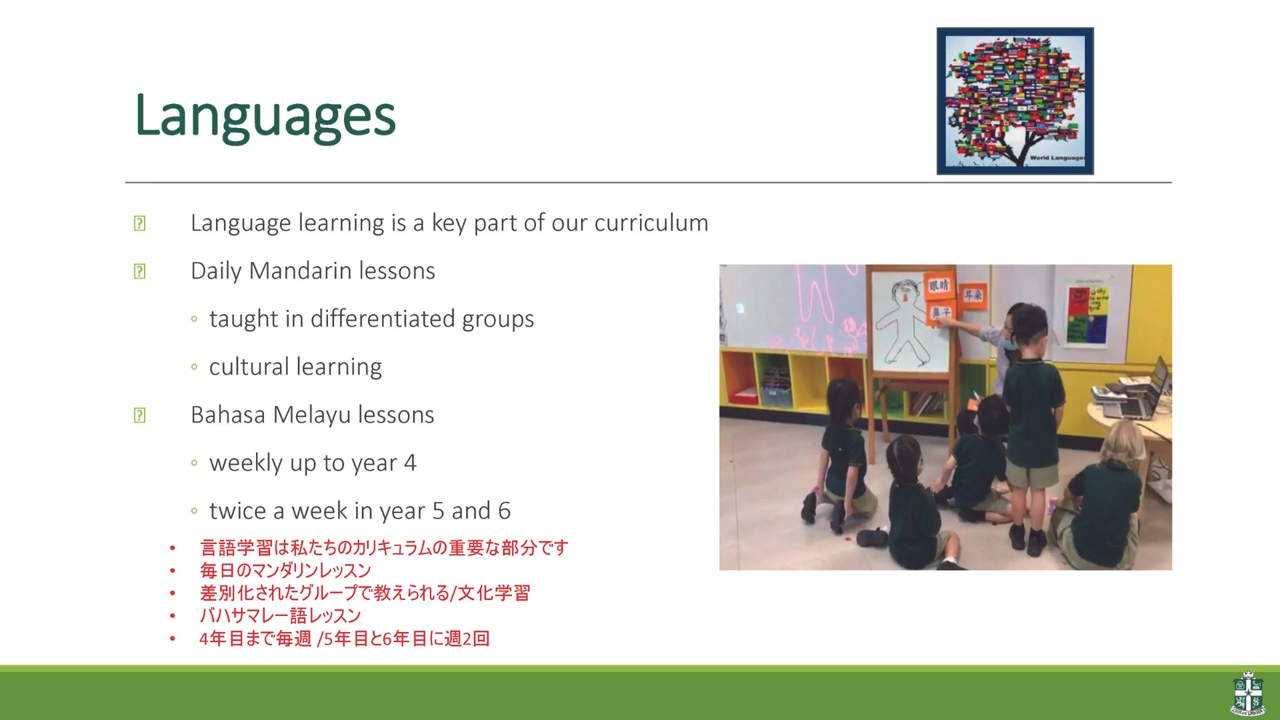 Languages
World Languages
Language learning is a key part of our curriculum
Daily Mandarin lessons
taught in differentiated groups
cultural learning
Bahasa Melayu lessons
weekly up to year 4
twice a week in year 5 and 6
言語学習は私たちのカリキュラムの重要な部分です
毎日のマンダリンレッスン
差別化されたグループで教えられる/文化学習
バハサマレー語レッスン
4年目まで毎週 /5年目と6年目に週2回
眼睛
耳朵
鼻子